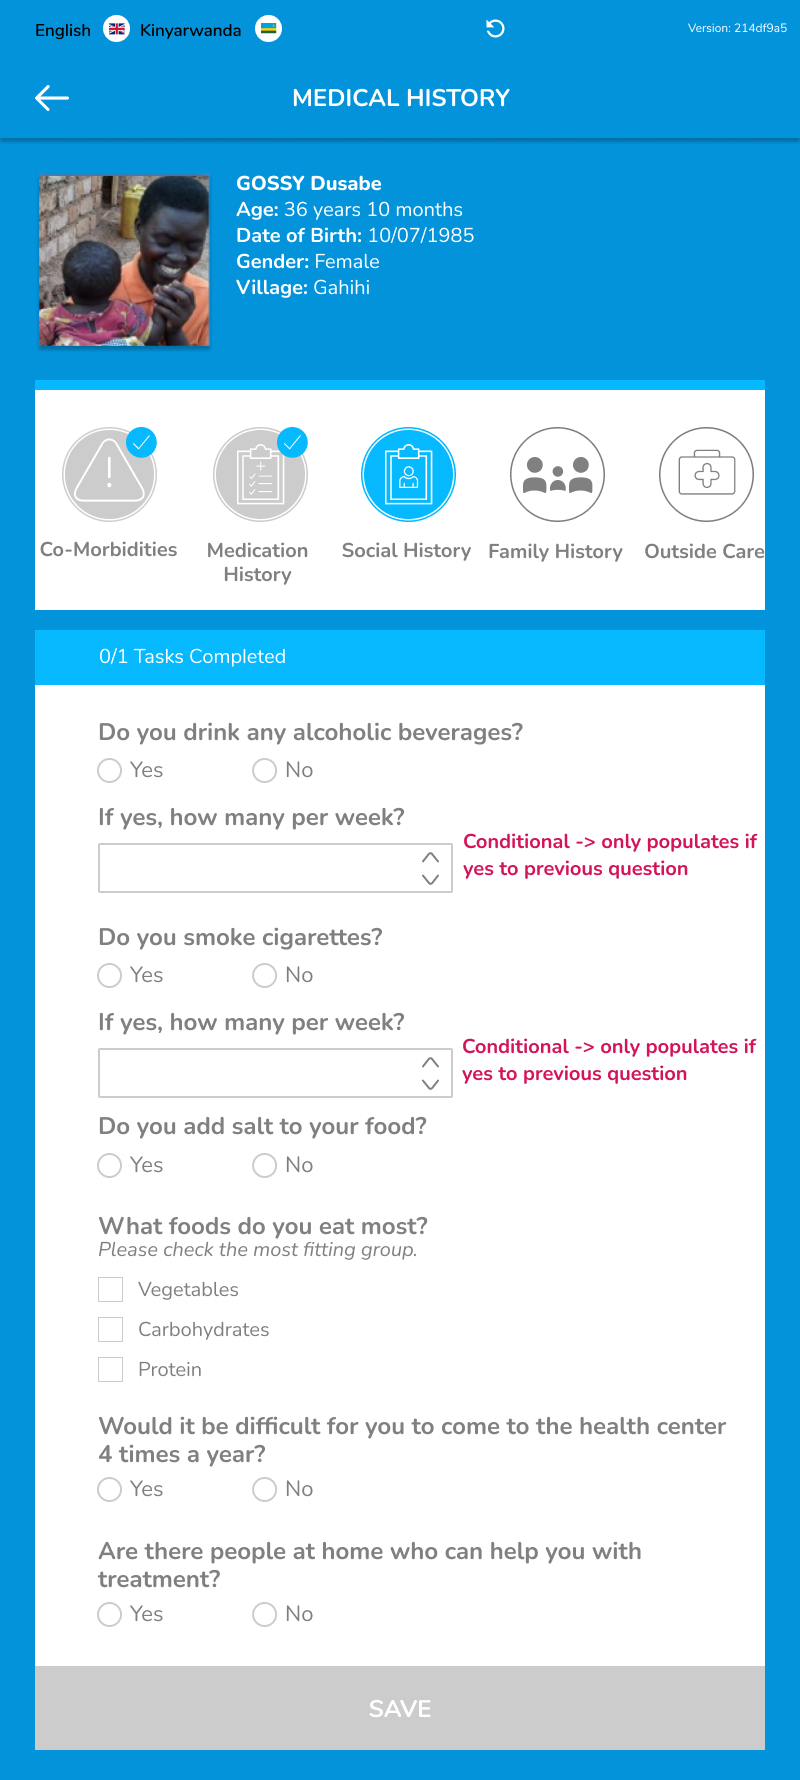 English Kinyarwanda Version: 214df9a5
MEDICAL HISTORY
GOSSY Dusabe
Age: 36 years 10 months
Date of Birth: 10/07/1985
Gender: Female
Village: Gahihi
Co-Morbidities
Medication
History
Social History
Family History
Outside Care
0/1 Tasks Completed
Do you drink any alcoholic beverages?
Yes No
If yes, how many per week?
Conditional -> only populates if
yes to previous question
Do you smoke cigarettes?
Yes No
If yes, how many per week?
Conditional -> only populates if
yes to previous question
Do you add salt to your food?
Yes No
What foods do you eat most?
Please check the most fitting group.
Vegetables
Carbohydrates
Protein
Would it be difficult for you to come to the health center
4 times a year?
Yes No
Are there people at home who can help you with
treatment?
Yes No
SAVE